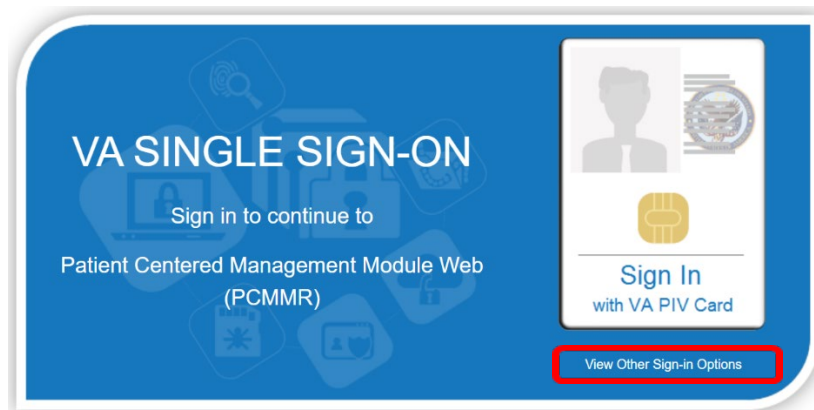 VA SINGLE SIGN-ON
Sign in to continue to
Patient Centered Management Module Web
(PCMMR)
Sign In
with VA PIV Card
View Other Sign-in Options